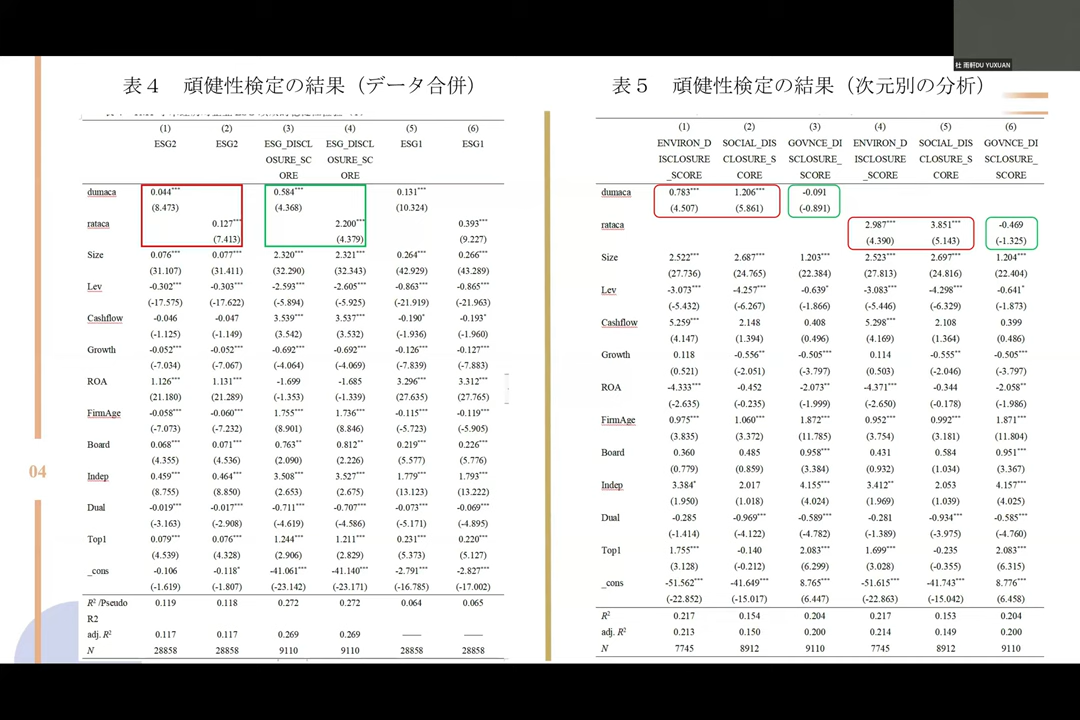 杜 雨軒DU YUXUAN
表４ 頑健性検定の結果（データ合併）
(1) (2) (3) (4) (5) (6)
ESG2 ESG2 ESG_DISCL ESG_DISCL ESG1 ESG1
OSURE_SC OSURE_SC
ORE ORE
dumaca 0.044*** 0.584*** 0.131***
(8.473) (4.368) (10.324)
rataca 0.127*** 2.200*** 0.393***
(7.413) (4.379) (9.227)
Size 0.076*** 0.077*** 2.320*** 2.321*** 0.264*** 0.266***
(31.107) (31.411) (32.290) (32.343) (42.929) (43.289)
Lev -0.302*** -0.303*** -2.593*** -2.605*** -0.863*** -0.865***
(-17.575) (-17.622) (-5.894) (-5.925) (-21.919) (-21.963)
Cashflow -0.046 -0.047 3.539*** 3.537*** -0.190* -0.193*
(-1.125) (-1.149) (3.542) (3.532) (-1.936) (-1.960)
Growth -0.052*** -0.052*** -0.692*** -0.692*** -0.126*** -0.127***
(-7.034) (-7.067) (-4.064) (-4.069) (-7.839) (-7.883)
ROA 1.126*** 1.131*** -1.699 -1.685 3.296*** 3.312***
(21.180) (21.289) (-1.353) (-1.339) (27.635) (27.765)
FirmAge -0.058*** -0.060*** 1.755*** 1.736*** -0.115*** -0.119***
(-7.073) (-7.232) (8.901) (8.846) (-5.723) (-5.905)
Board 0.068*** 0.071*** 0.763** 0.812** 0.219*** 0.226***
(4.355) (4.536) (2.090) (2.226) (5.577) (5.776)
Indep 0.459*** 0.464*** 3.508*** 3.527*** 1.779*** 1.793***
(8.755) (8.850) (2.653) (2.675) (13.123) (13.222)
Dual -0.019*** -0.017*** -0.711*** -0.707*** -0.073*** -0.069***
(-3.163) (-2.908) (-4.619) (-4.586) (-5.171) (-4.895)
Top1 0.079*** 0.076*** 1.244*** 1.211*** 0.231*** 0.220***
(4.539) (4.328) (2.906) (2.829) (5.373) (5.127)
_cons -0.106 -0.118* -41.061*** -41.140*** -2.791*** -2.827***
(-1.619) (-1.807) (-23.142) (-23.171) (-16.785) (-17.002)
R² /Pseudo 0.119 0.118 0.272 0.272 0.064 0.065
R2
adj. R² 0.117 0.117 0.269 0.269 —— ——
N 28858 28858 9110 9110 28858 28858
表５ 頑健性検定の結果（次元別の分析）
(1) (2) (3) (4) (5) (6)
ENVIRON_D SOCIAL_DIS GOVNCE_DI ENVIRON_D SOCIAL_DIS GOVNCE_DI
ISCLOSURE CLOSURE_S SCLOSURE_ ISCLOSURE CLOSURE_S SCLOSURE_
_SCORE CORE SCORE _SCORE CORE SCORE
dumaca 0.783*** 1.206*** -0.091
(4.507) (5.861) (-0.891)
rataca 2.987*** 3.851*** -0.469
(4.390) (5.143) (-1.325)
Size 2.522*** 2.687*** 1.203*** 2.523*** 2.697*** 1.204***
(27.736) (24.765) (22.384) (27.813) (24.816) (22.404)
Lev -3.073*** -4.257*** -0.639* -3.083*** -4.298*** -0.641*
(-5.432) (-6.267) (-1.866) (-5.446) (-6.329) (-1.873)
Cashflow 5.259*** 2.148 0.408 5.298*** 2.108 0.399
(4.147) (1.394) (0.496) (4.169) (1.364) (0.486)
Growth 0.118 -0.556** -0.505*** 0.114 -0.555** -0.505***
(0.521) (-2.051) (-3.797) (0.503) (-2.046) (-3.797)
ROA -4.333*** -0.452 -2.073** -4.371*** -0.344 -2.058**
(-2.635) (-0.235) (-1.999) (-2.650) (-0.178) (-1.986)
FirmAge 0.975*** 1.060*** 1.872*** 0.952*** 0.992*** 1.871***
(3.835) (3.372) (11.785) (3.754) (3.181) (11.804)
Board 0.360 0.485 0.958*** 0.431 0.584 0.951***
(0.779) (0.859) (3.384) (0.932) (1.034) (3.367)
Indep 3.384* 2.017 4.155*** 3.412** 2.053 4.157***
(1.950) (1.018) (4.024) (1.969) (1.039) (4.025)
Dual -0.285 -0.969*** -0.589*** -0.281 -0.934*** -0.585***
(-1.414) (-4.122) (-4.782) (-1.389) (-3.975) (-4.760)
Top1 1.755*** -0.140 2.083*** 1.699*** -0.235 2.083***
(3.128) (-0.212) (6.299) (3.028) (-0.355) (6.315)
_cons -51.562*** -41.649*** 8.765*** -51.615*** -41.743*** 8.776***
(-22.852) (-15.017) (6.447) (-22.863) (-15.042) (6.458)
R² 0.217 0.154 0.204 0.217 0.153 0.204
adj. R² 0.213 0.150 0.200 0.214 0.149 0.200
N 7745 8912 9110 7745 8912 9110
04